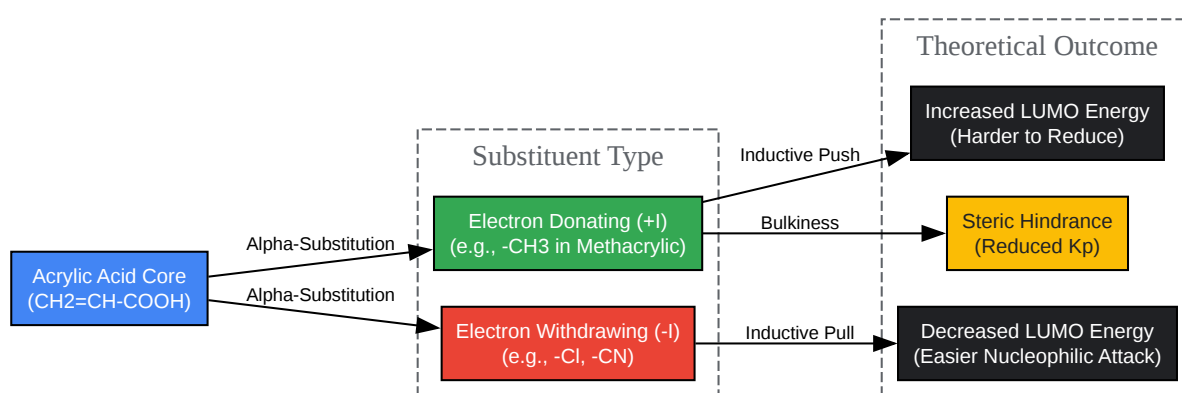 Theoretical Outcome
Increased LUMO Energy
(Harder to Reduce)
Substituent Type
Inductive Push
Electron Donating (+I)
(e.g., -CH3 in Methacrylic)
Bulkiness
Steric Hindrance
(Reduced Kp)
Alpha-Substitution
Acrylic Acid Core
(CH2=CH-COOH)
Alpha-Substitution
Electron Withdrawing (-I)
(e.g., -Cl, -CN)
Inductive Pull
Decreased LUMO Energy
(Easier Nucleophilic Attack)